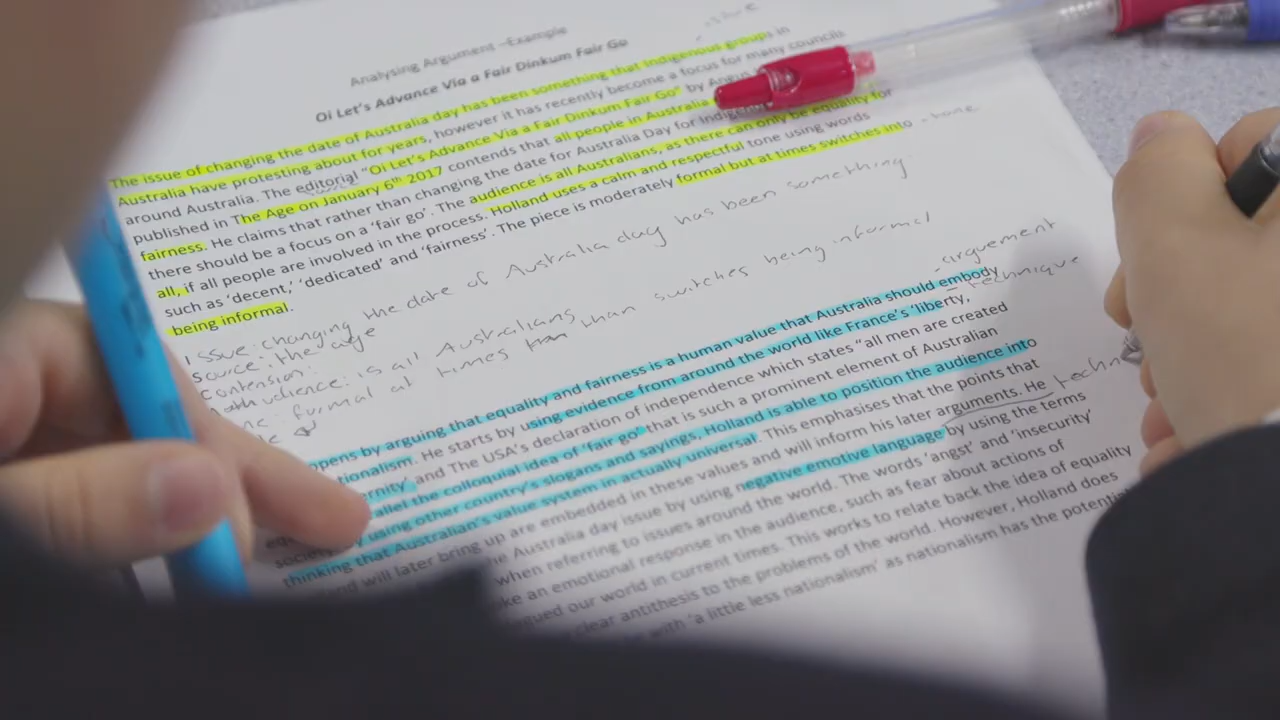 Analysing Argument –Example
Oi Let's Advance Via a Fair Dinkum Fair Go
The issue of changing the date of Australia day has been something that Indigenous groups in
Australia have protesting about for years, however it has recently become a focus for many councils
around Australia. The editorial "Oi Let's Advance Via a Fair Dinkum Fair Go" by
published in The Age on January 6th 2017 contends that all people in Australia
fairness. He claims that rather than changing the date for Australia Day for
there should be a focus on a 'fair go'. The audience is all Australians, as there can only be equality for
all, if all people are involved in the process. Holland uses a calm and respectful tone using words
such as 'decent,' 'dedicated' and 'fairness'. The piece is moderately formal but at times switches into
being informal.
Issue: changing the date of Australia day has been something
Source: the age
Contension:
audience: is all Australians
formal at times than switches being informal
argument
technique
opens by arguing that equality and fairness is a human value that Australia should embody
He starts by using evidence from around the world like France's 'liberty,
and The USA's declaration of independence which states "all men are created
the colloquial idea of 'fair go' that is such a prominent element of Australian
using other country's slogans and sayings, Holland is able to position the audience into
thinking that Australian's value system in actually universal. This emphasises that the points that
will later bring up are embedded in these values and will inform his later arguments. He
Australia day issue by using negative emotive language by using the terms
when referring to issues around the world. The words 'angst' and 'insecurity'
an emotional response in the audience, such as fear about actions of
our world in current times. This works to relate back the idea of equality
clear antithesis to the problems of the world. However, Holland does
with 'a little less nationalism' as nationalism has the potential